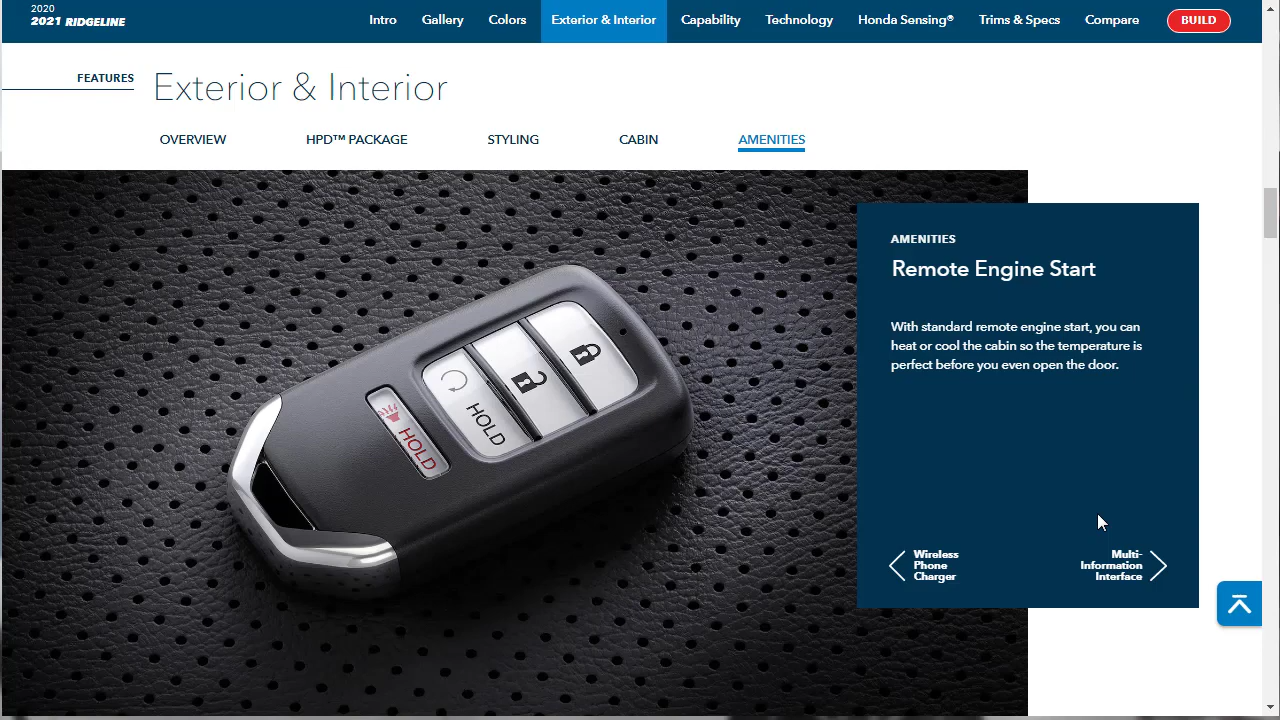 2020
2021 RIDGELINE
Intro
Gallery
Colors
Exterior & Interior
Capability
Technology
Honda Sensing®
Trims & Specs
Compare
BUILD
FEATURES
Exterior & Interior
OVERVIEW
HPD™ PACKAGE
STYLING
CABIN
AMENITIES
HOLD
HOLD
AMENITIES
Remote Engine Start
With standard remote engine start, you can
heat or cool the cabin so the temperature is
perfect before you even open the door.
Wireless
Phone
Charger
Multi-
Information
Interface